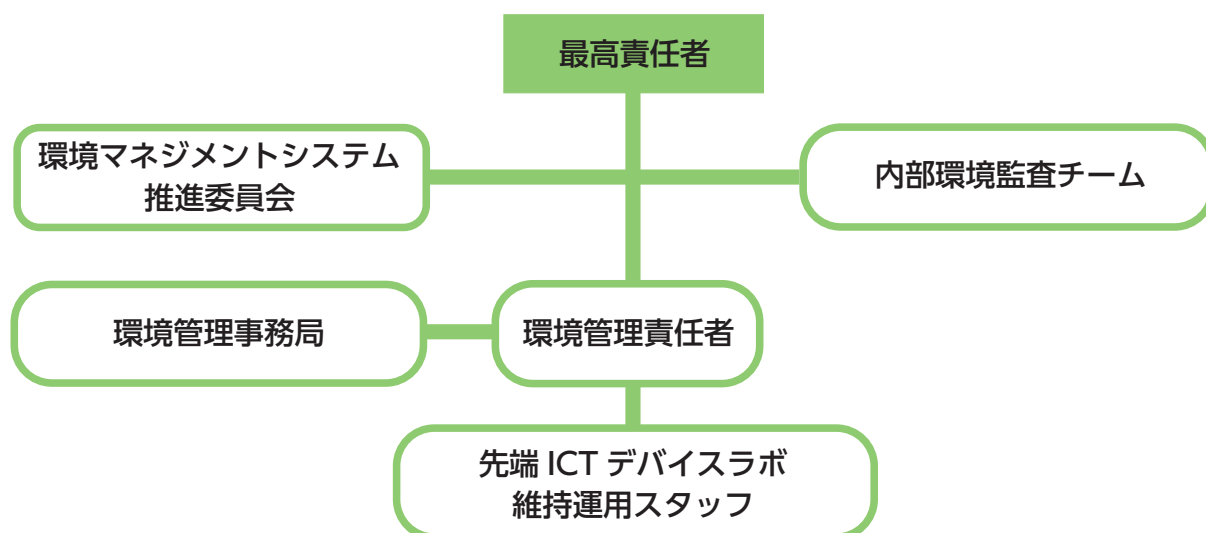 最高責任者
環境マネジメントシステム
推進委員会
内部環境監査チーム
環境管理事務局
環境管理責任者
先端 ICT デバイスラボ
維持運用スタッフ